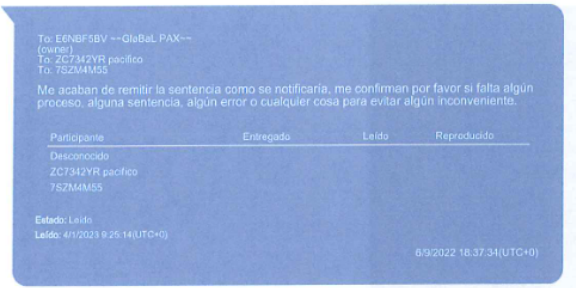 To: E6NBF5BV ~~GløBaL PAX~~
(owner)
To: ZC7342YR pacifico
To: 7SZM4M55
Me acaban de remitir la sentencia como se notificaría, me confirman por favor si falta algún
proceso, alguna sentencia, algún error o cualquier cosa para evitar algún inconveniente.
Participante Entregado Leído Reproducido
Desconocido
ZC7342YR pacifico
7SZM4M55
Estado: Leído
Leído: 4/1/2023 9:25:14(UTC+0)
6/9/2022 18:37:34(UTC+0)